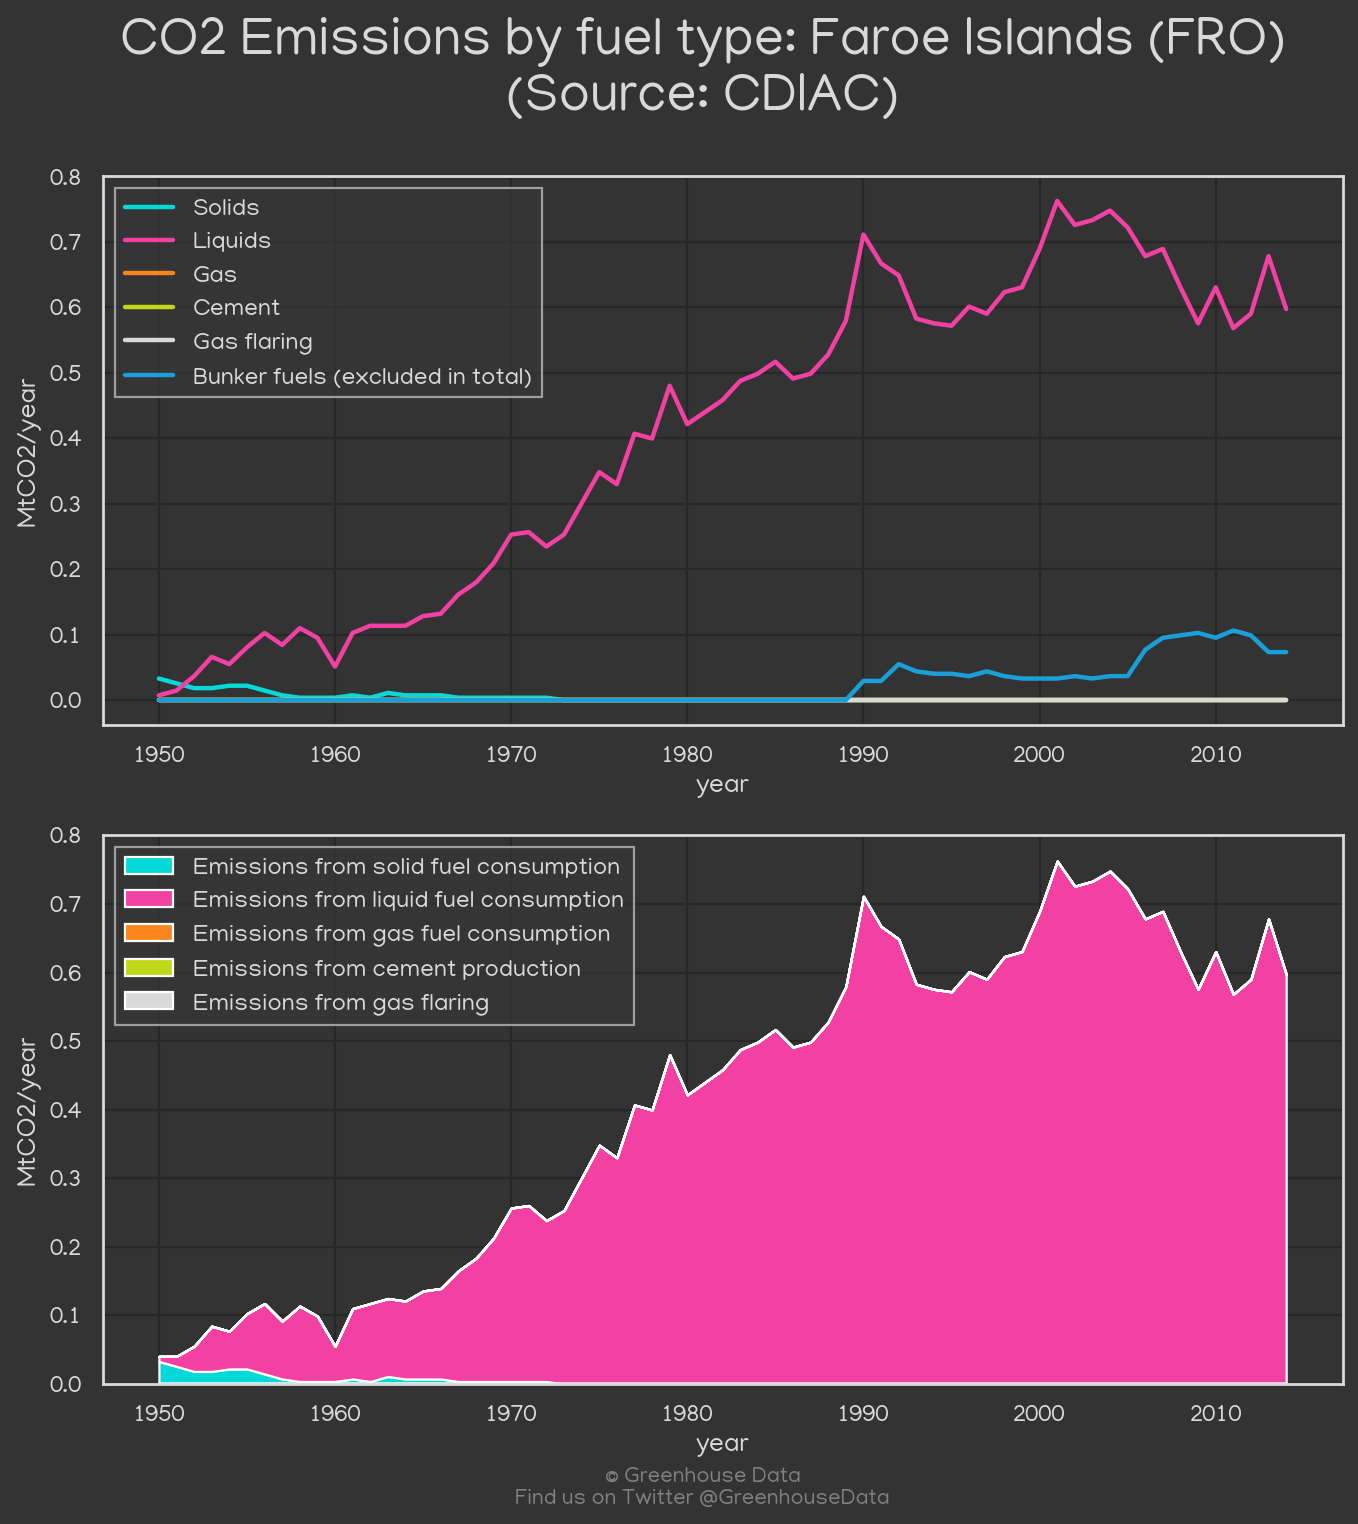 CO2 Emissions by fuel type: Faroe Islands (FRO)
(Source: CDIAC)
0.8
0.7
0.6
0.5
0.4
0.3
0.2
0.1
0.0
MtCO2/year
Solids
Liquids
Gas
Cement
Gas flaring
Bunker fuels (excluded in total)
1950 1960 1970 1980 1990 2000 2010
year
0.8
0.7
0.6
0.5
0.4
0.3
0.2
0.1
0.0
MtCO2/year
Emissions from solid fuel consumption
Emissions from liquid fuel consumption
Emissions from gas fuel consumption
Emissions from cement production
Emissions from gas flaring
1950 1960 1970 1980 1990 2000 2010
year
© Greenhouse Data
Find us on Twitter @GreenhouseData